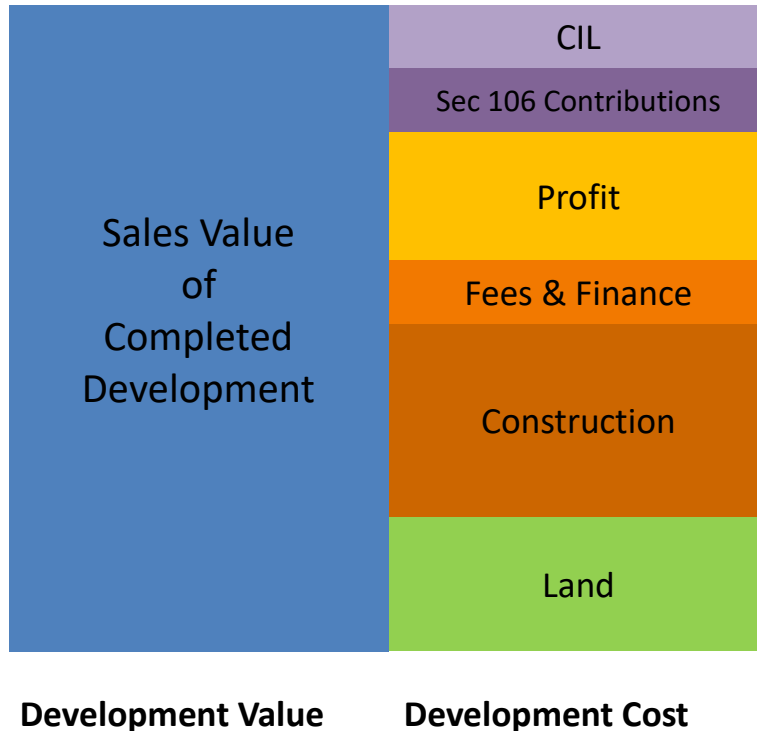 Sales Value
of
Completed
Development
CIL
Sec 106 Contributions
Profit
Fees & Finance
Construction
Land
Development Value
Development Cost